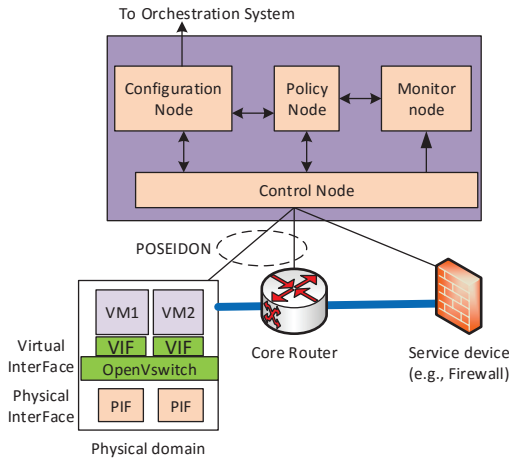 To Orchestration System
Configuration
Node
Policy
Node
Monitor
node
Control Node
POSEIDON
VM1 VM2
VIF VIF
Virtual
InterFace
OpenVswitch
Physical
InterFace
PIF PIF
Physical domain
Core Router
Service device
(e.g., Firewall)